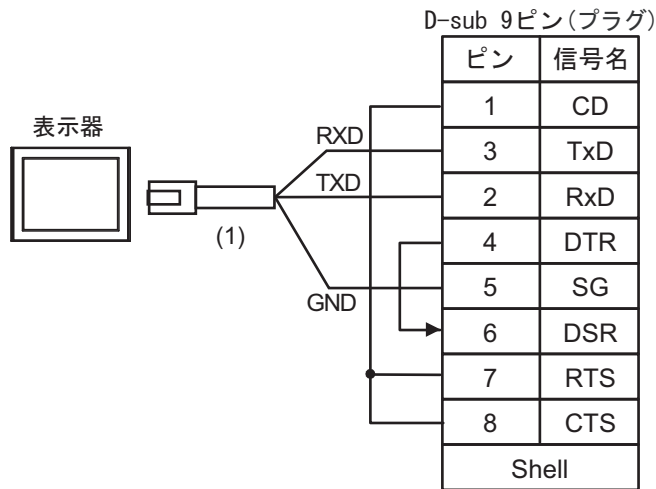 D-sub 9ピン(プラグ)
ピン 信号名
1 CD
表示器
RXD
3 TxD
TXD
2 RxD
(1)
4 DTR
GND
5 SG
6 DSR
7 RTS
8 CTS
Shell